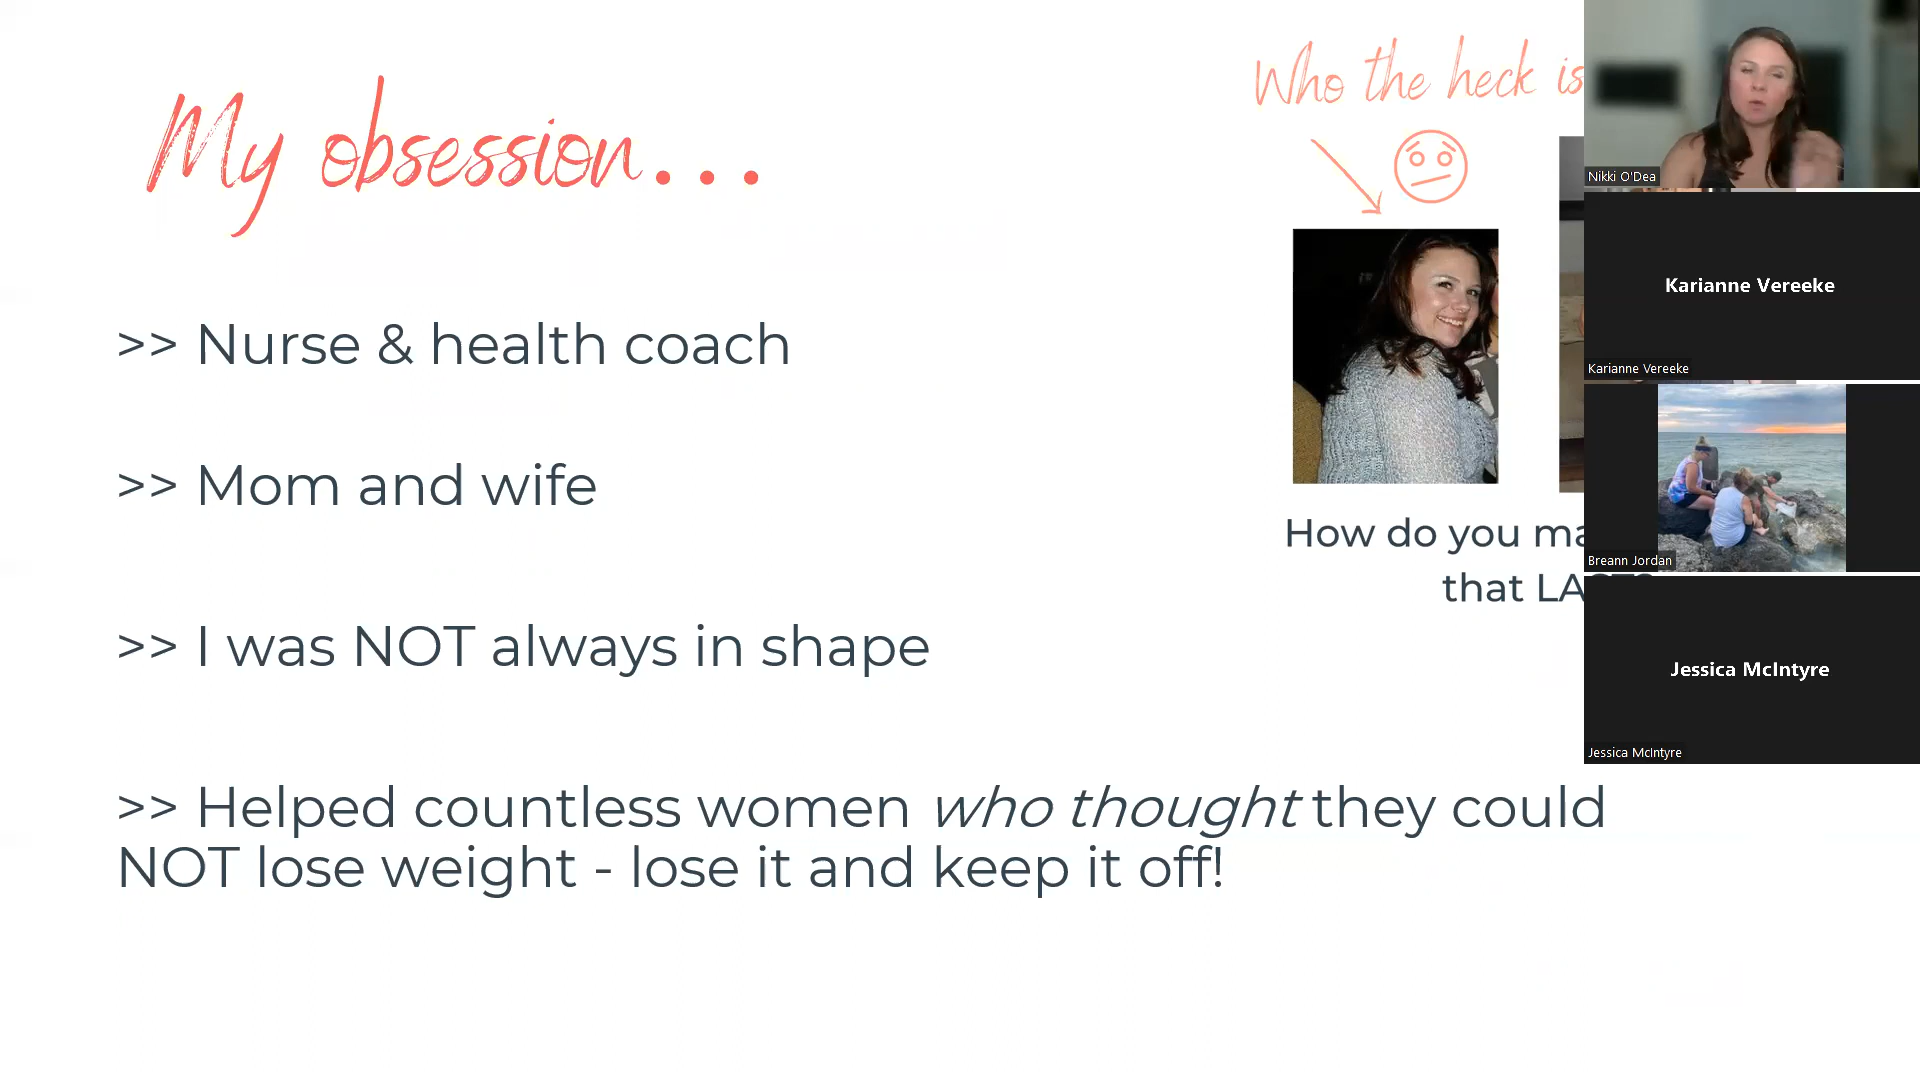 My obsession...
>> Nurse & health coach
>> Mom and wife
>> I was NOT always in shape
>> Helped countless women who thought they could
NOT lose weight - lose it and keep it off!
Who the heck is
How do you
that
Nikki O'Dea
Karianne Vereeke
Karianne Vereeke
Breann Jordan
Jessica McIntyre
Jessica McIntyre